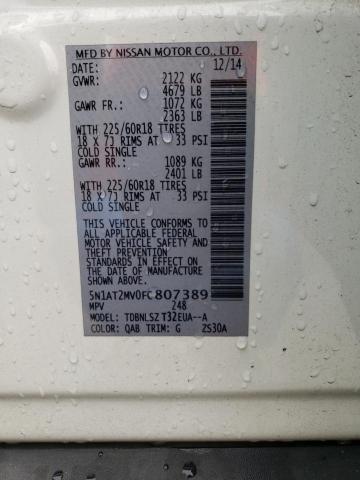 MFD BY NISSAN MOTOR CO., LTD.
DATE: 12/14
GVWR: 2122 KG
4679 LB
GAWR FR.: 1072 KG
2363 LB
WITH 225/60R18 TIRES
18 X 7J RIMS AT 33 PSI
COLD SINGLE
GAWR RR.: 1089 KG
2401 LB
WITH 225/60R18 TIRES
18 X 7J RIMS AT 33 PSI
COLD SINGLE
THIS VEHICLE CONFORMS TO
ALL APPLICABLE FEDERAL
MOTOR VEHICLE SAFETY, BUMPER
AND THEFT PREVENTION
STANDARDS IN EFFECT ON THE
DATE OF MANUFACTURE SHOWN
ABOVE.
5N1AT2MV0FC807389
MPV 248
MODEL: TDBNLSZ T32EUA--A
COLOR: QAB TRIM: G ZS30A